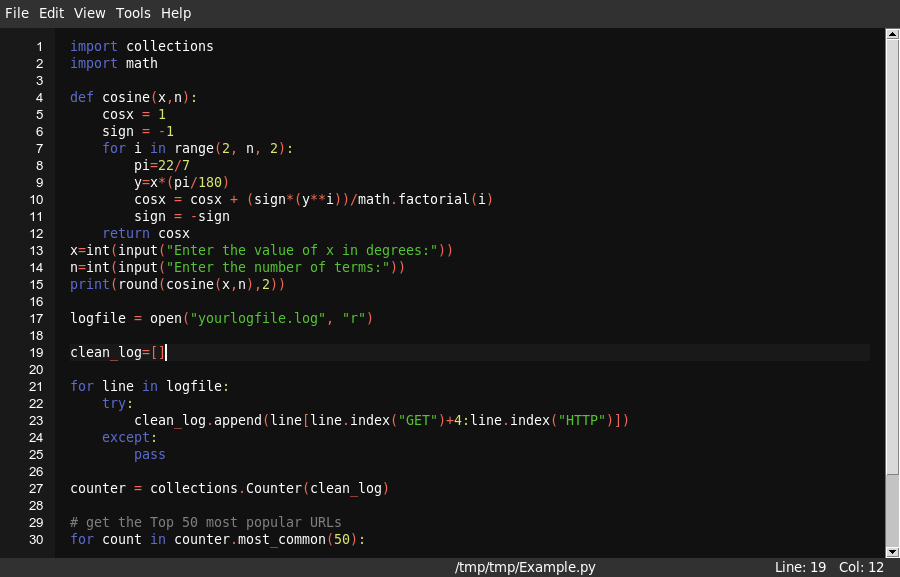 File Edit View Tools Help
1 import collections
2 import math
3
4 def cosine(x,n):
5     cosx = 1
6     sign = -1
7     for i in range(2, n, 2):
8         pi=22/7
9         y=x*(pi/180)
10         cosx = cosx + (sign*(y**i))/math.factorial(i)
11         sign = -sign
12     return cosx
13 x=int(input("Enter the value of x in degrees:"))
14 n=int(input("Enter the number of terms:"))
15 print(round(cosine(x,n),2))
16
17 logfile = open("yourlogfile.log", "r")
18
19 clean_log=[]
20
21 for line in logfile:
22     try:
23         clean_log.append(line[line.index("GET")+4:line.index("HTTP")])
24     except:
25         pass
26
27 counter = collections.Counter(clean_log)
28
29 # get the Top 50 most popular URLs
30 for count in counter.most_common(50):
/tmp/tmp/Example.py Line: 19 Col: 12